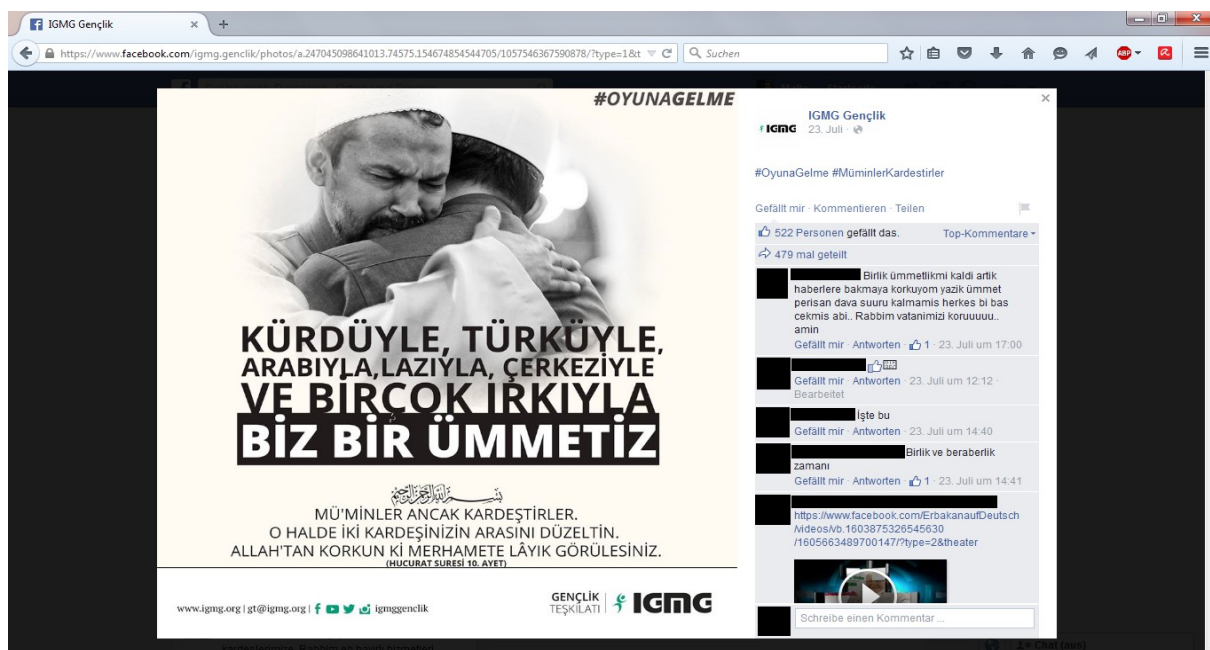 IGMG Gençlik
https://www.facebook.com/igmg.genclik/photos/a.247045098641013.74575.154674854544705/1057546367590878/?type=1&t
Suchen
ABP
#OYUNAGELME
KÜRDÜYLE, TÜRKÜYLE,
ARABIYLA,LAZIYLA, ÇERKEZİYLE
VE BİRÇOK IRKIYLA
BİZ BİR ÜMMETİZ
MÜ'MİNLER ANCAK KARDEŞTİRLER.
O HALDE İKİ KARDEŞİNİZİN ARASINI DÜZELTİN.
ALLAH'TAN KORKUN Kİ MERHAMETE LÂYIK GÖRÜLESİNİZ.
(HUCURAT SURESİ 10. AYET)
www.igmg.org | gt@igmg.org | igmggenclik
GENÇLİK
TEŞKİLATI
IGMG
IGMG
IGMG Gençlik
23. Juli
#OyunaGelme #MüminlerKardestirler
Gefällt mir · Kommentieren · Teilen
522 Personen gefällt das.
Top-Kommentare
479 mal geteilt
Birlik ümmetlikmi kaldi artik
haberlere bakmaya korkuyom yazik ümmet
perisan dava suuru kalmamis herkes bi bas
cekmis abi.. Rabbim vatanimizi koruuuuu..
amin
Gefällt mir · Antworten · 1 · 23. Juli um 17:00
Gefällt mir · Antworten · 23. Juli um 12:12 ·
Bearbeitet
İşte bu
Gefällt mir · Antworten · 23. Juli um 14:40
Birlik ve beraberlik
zamanı
Gefällt mir · Antworten · 1 · 23. Juli um 14:41
https://www.facebook.com/ErbakanaufDeutsch
/videos/vb.1603875326545630
/1605663489700147/?type=2&theater
Schreibe einen Kommentar ...
Chat (aus)